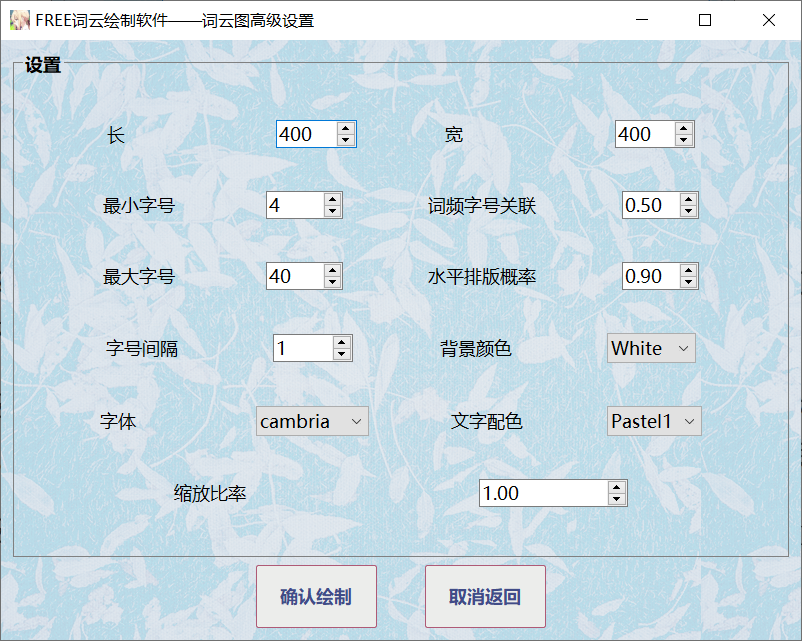 FREE词云绘制软件——词云图高级设置
设置
长 400 宽 400
最小字号 4 词频字号关联 0.50
最大字号 40 水平排版概率 0.90
字号间隔 1 背景颜色 White
字体 cambria 文字配色 Pastel1
缩放比率 1.00
确认绘制 取消返回